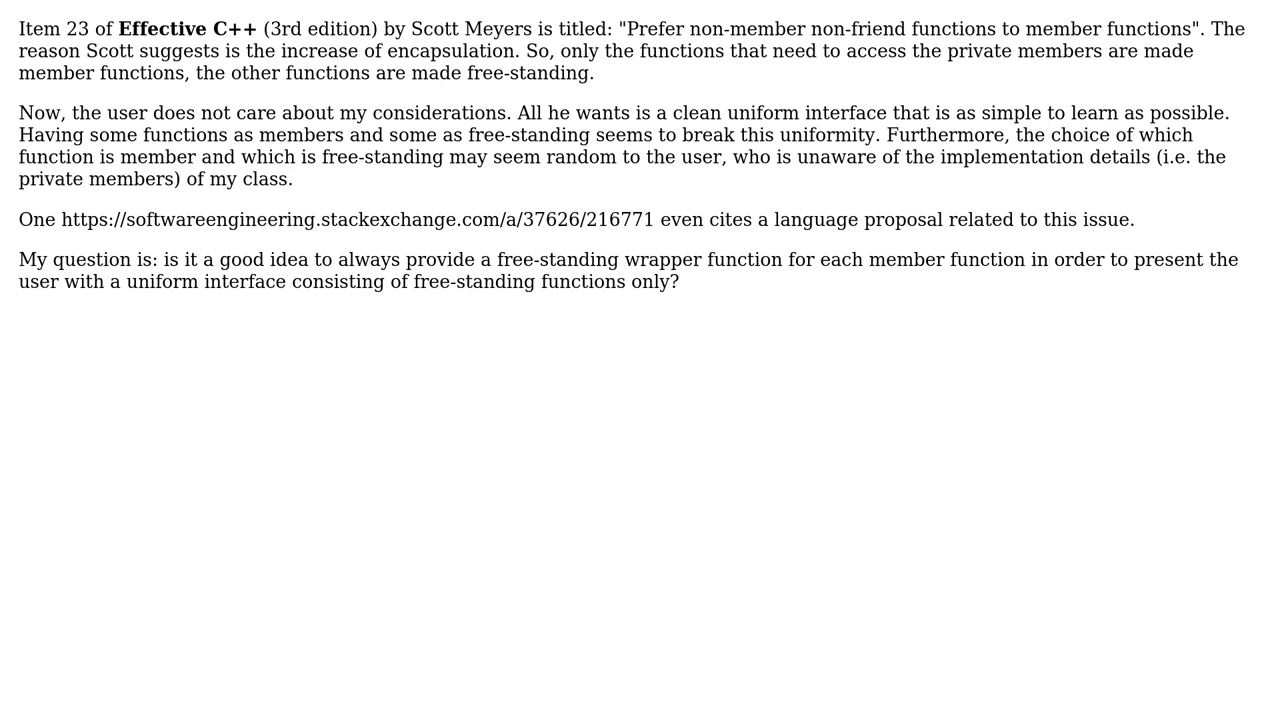 Item 23 of Effective C++ (3rd edition) by Scott Meyers is titled: "Prefer non-member non-friend functions to member functions". The
reason Scott suggests is the increase of encapsulation. So, only the functions that need to access the private members are made
member functions, the other functions are made free-standing.
Now, the user does not care about my considerations. All he wants is a clean uniform interface that is as simple to learn as possible.
Having some functions as members and some as free-standing seems to break this uniformity. Furthermore, the choice of which
function is member and which is free-standing may seem random to the user, who is unaware of the implementation details (i.e. the
private members) of my class.
One https://softwareengineering.stackexchange.com/a/37626/216771 even cites a language proposal related to this issue.
My question is: is it a good idea to always provide a free-standing wrapper function for each member function in order to present the
user with a uniform interface consisting of free-standing functions only?